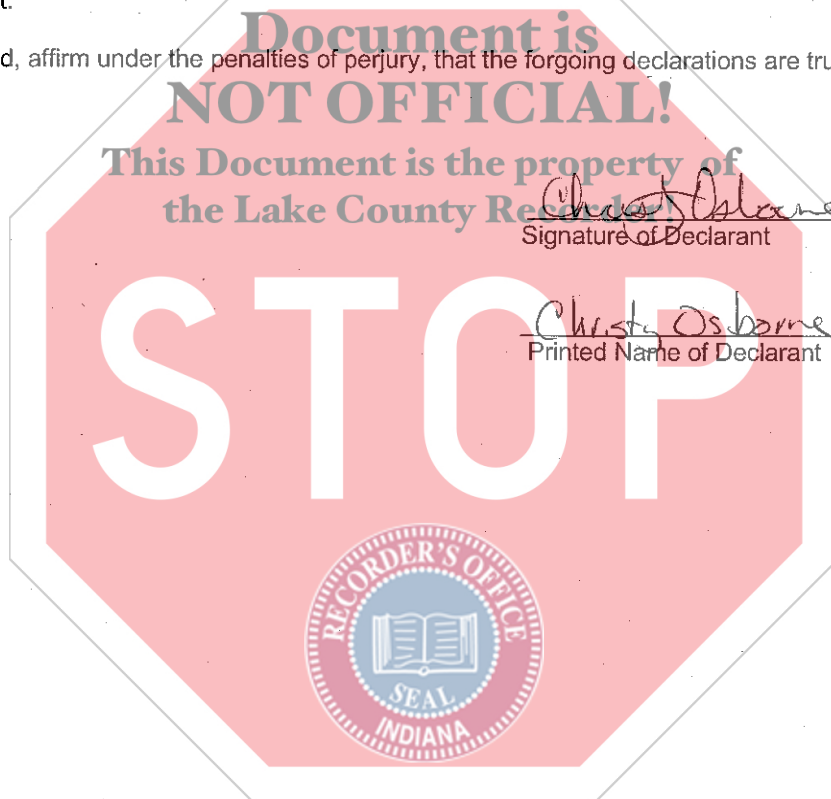 t.
Document is
d, affirm under the penalties of perjury, that the forgoing declarations are tru
NOT OFFICIAL!
This Document is the property of
the Lake County Recorder!
Christy Osborne
Signature of Declarant
Christy Osborne
Printed Name of Declarant
STOP
RECORDER'S OFFICE
SEAL
INDIANA